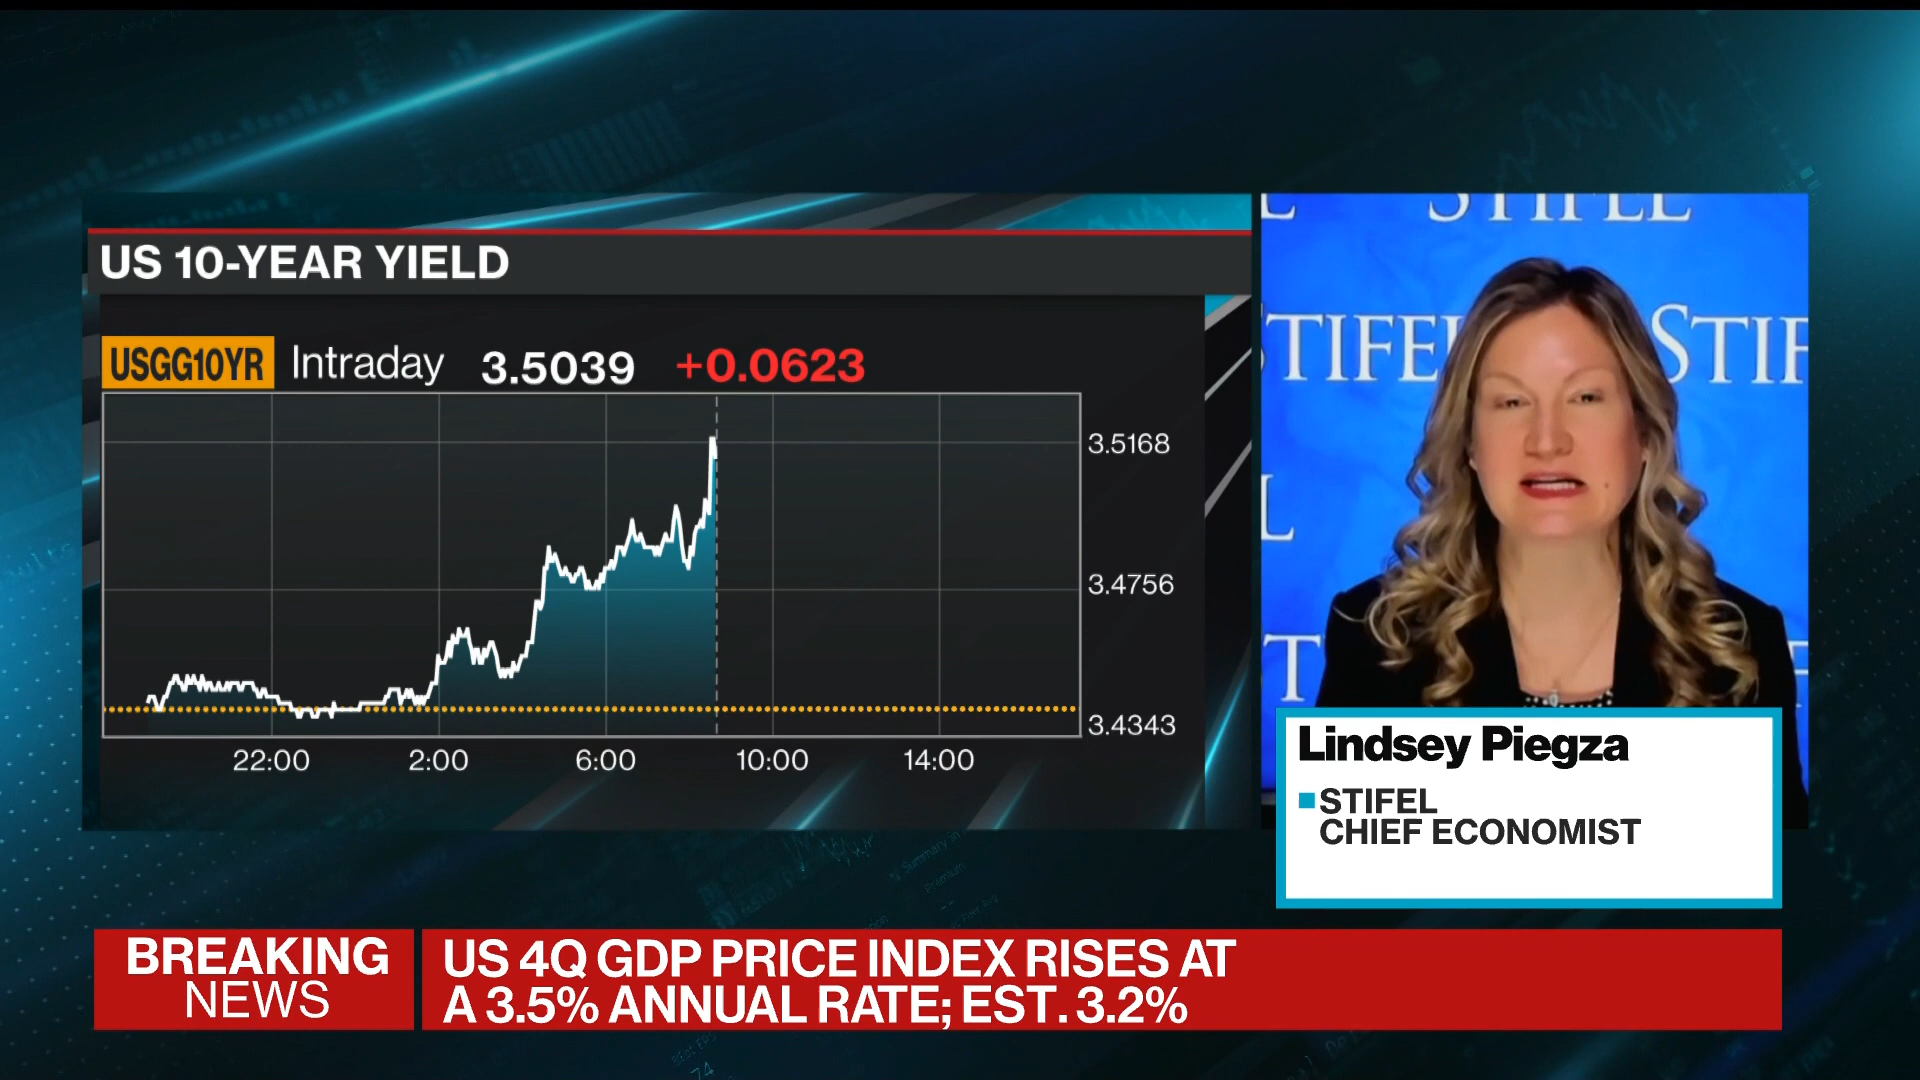 US 10-YEAR YIELD
USGG10YR Intraday 3.5039 +0.0623
3.5168
3.4756
3.4343
22:00 2:00 6:00 10:00 14:00
STIFEL
STIFEL STIF
L
ST
Lindsey Piegza
STIFEL
CHIEF ECONOMIST
BREAKING
NEWS
US 4Q GDP PRICE INDEX RISES AT
A 3.5% ANNUAL RATE; EST. 3.2%